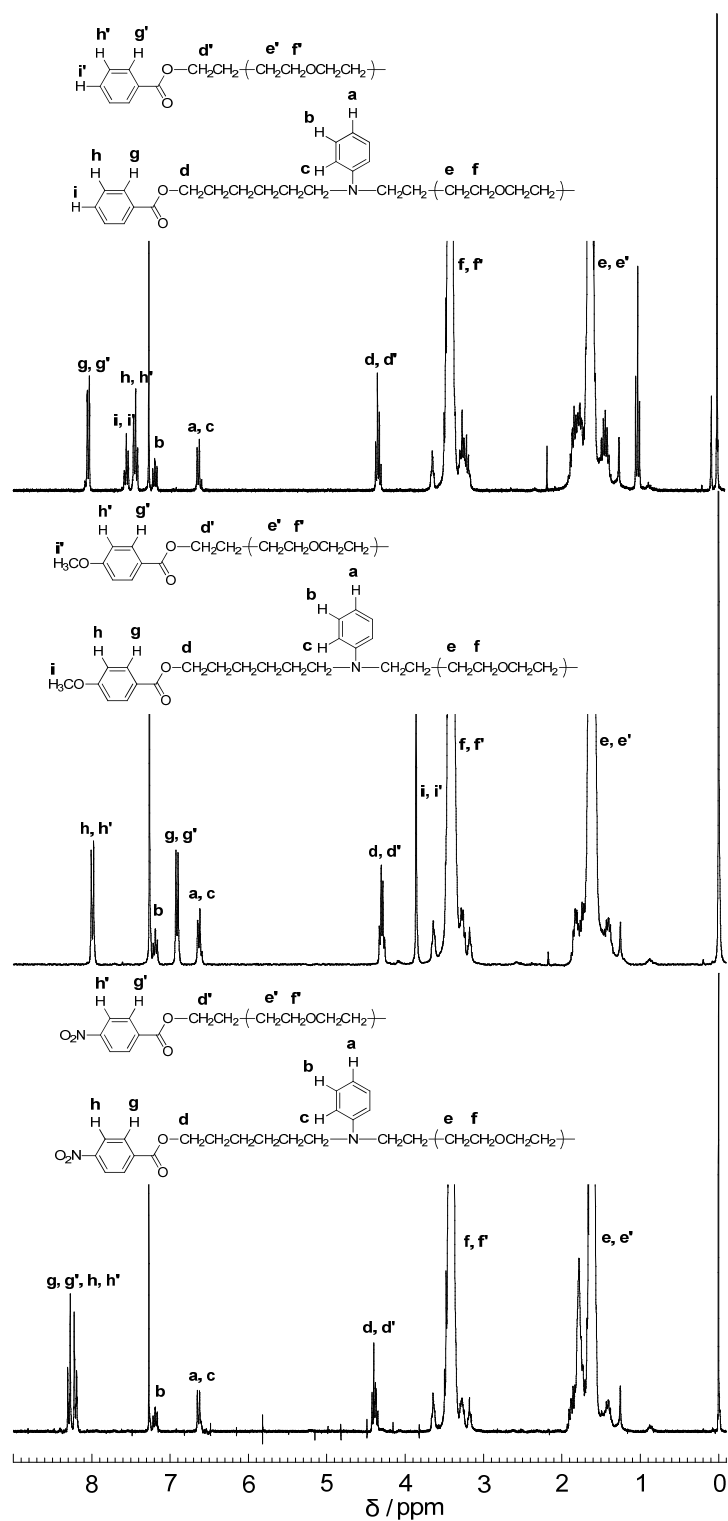 h' g'
H H d' e' f'
i' H O CH₂CH₂ ( CH₂CH₂OCH₂CH₂ )
O
a
b H
H
h g c H e f
H H d
i H O CH₂CH₂CH₂CH₂CH₂CH₂ N CH₂CH₂ ( CH₂CH₂OCH₂CH₂ )
O
f, f' e, e'
g, g' d, d'
h, h'
i, i' a, c
b
h' g'
H H d' e' f'
i' H₃CO O CH₂CH₂ ( CH₂CH₂OCH₂CH₂ )
O
a
b H
H
h g c H e f
H H d
i H₃CO O CH₂CH₂CH₂CH₂CH₂CH₂ N CH₂CH₂ ( CH₂CH₂OCH₂CH₂ )
O
f, f' e, e'
i, i'
h, h' g, g'
d, d'
b a, c
h' g'
H H d' e' f'
O₂N O CH₂CH₂ ( CH₂CH₂OCH₂CH₂ )
O
a
b H
H
h g c H e f
H H d
O₂N O CH₂CH₂CH₂CH₂CH₂CH₂ N CH₂CH₂ ( CH₂CH₂OCH₂CH₂ )
O
f, f' e, e'
g, g', h, h'
d, d'
b a, c
8 7 6 5 4 3 2 1 0
δ / ppm